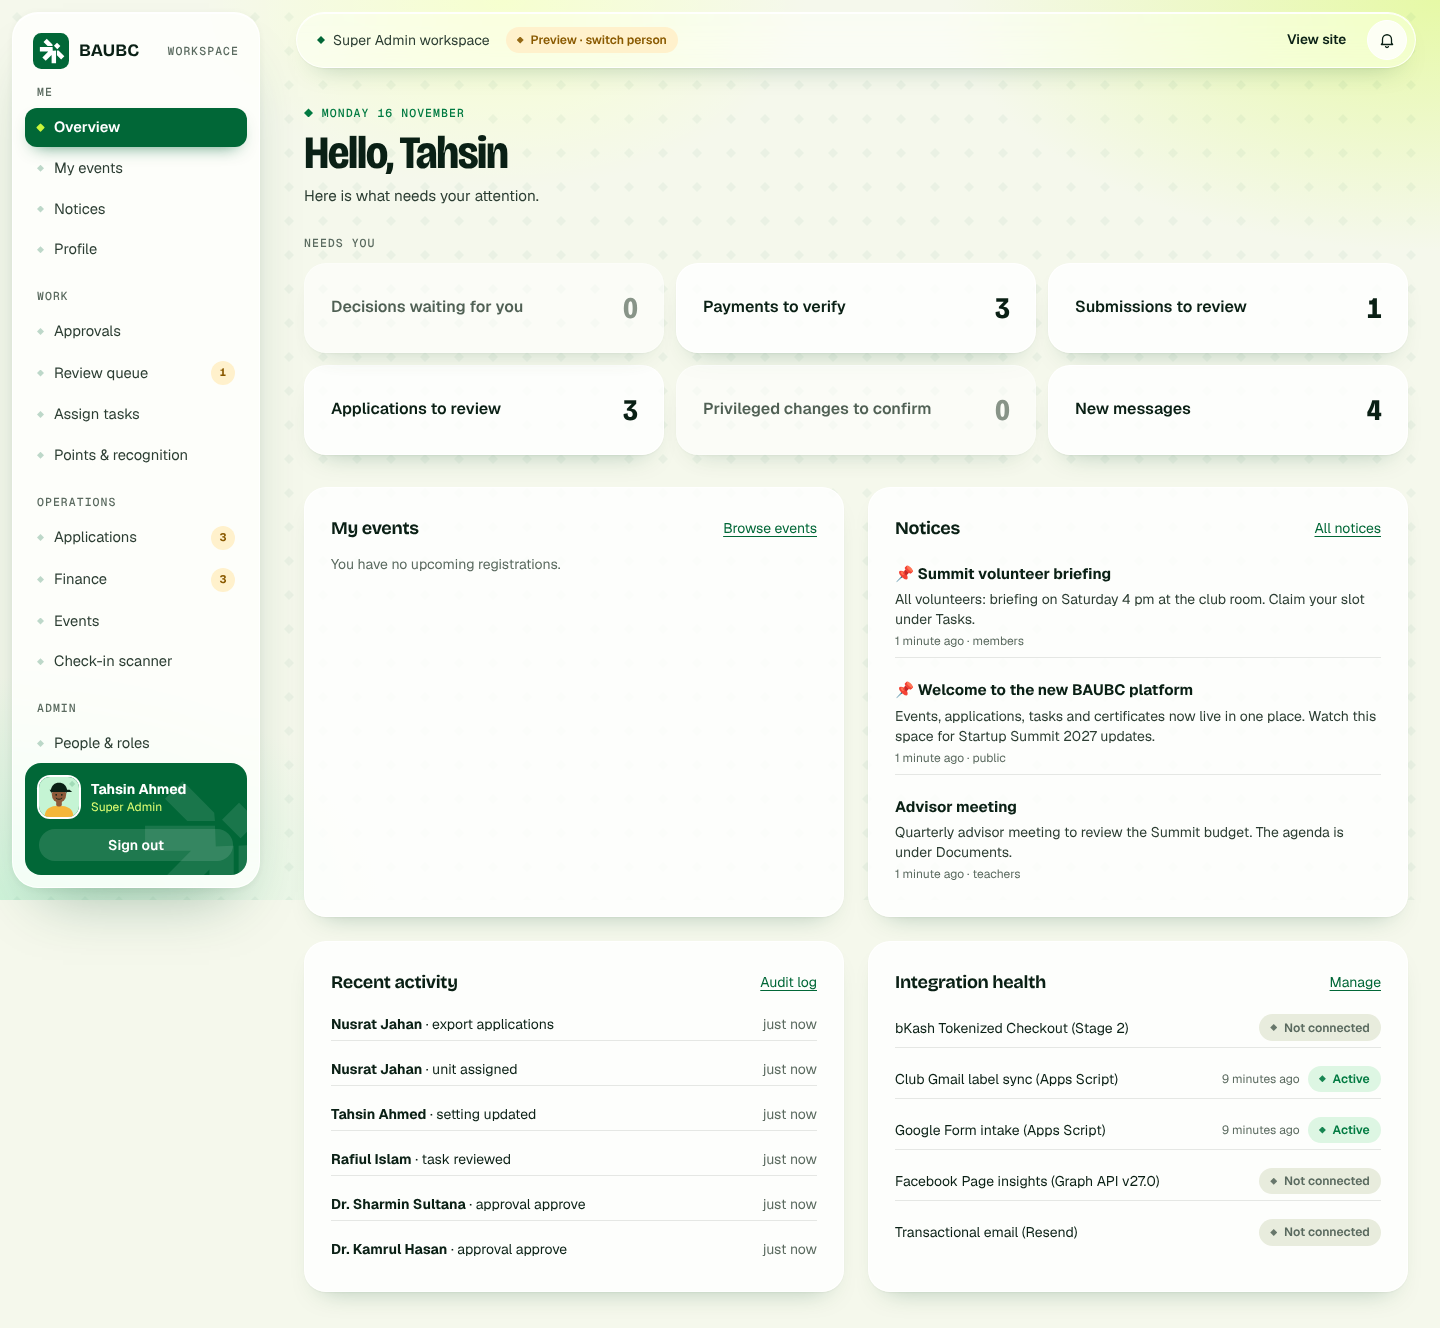 BAUBC
WORKSPACE
ME
Overview
My events
Notices
Profile
WORK
Approvals
Review queue 1
Assign tasks
Points & recognition
OPERATIONS
Applications 3
Finance 3
Events
Check-in scanner
ADMIN
People & roles
Tahsin Ahmed
Super Admin
Sign out
Super Admin workspace
Preview · switch person
View site
MONDAY 16 NOVEMBER
Hello, Tahsin
Here is what needs your attention.
NEEDS YOU
Decisions waiting for you 0
Payments to verify 3
Submissions to review 1
Applications to review 3
Privileged changes to confirm 0
New messages 4
My events
Browse events
You have no upcoming registrations.
Notices
All notices
📌 Summit volunteer briefing
All volunteers: briefing on Saturday 4 pm at the club room. Claim your slot
under Tasks.
1 minute ago · members
📌 Welcome to the new BAUBC platform
Events, applications, tasks and certificates now live in one place. Watch this
space for Startup Summit 2027 updates.
1 minute ago · public
Advisor meeting
Quarterly advisor meeting to review the Summit budget. The agenda is
under Documents.
1 minute ago · teachers
Recent activity
Audit log
Nusrat Jahan · export applications just now
Nusrat Jahan · unit assigned just now
Tahsin Ahmed · setting updated just now
Rafiul Islam · task reviewed just now
Dr. Sharmin Sultana · approval approve just now
Dr. Kamrul Hasan · approval approve just now
Integration health
Manage
bKash Tokenized Checkout (Stage 2) Not connected
Club Gmail label sync (Apps Script) 9 minutes ago Active
Google Form intake (Apps Script) 9 minutes ago Active
Facebook Page insights (Graph API v27.0) Not connected
Transactional email (Resend) Not connected